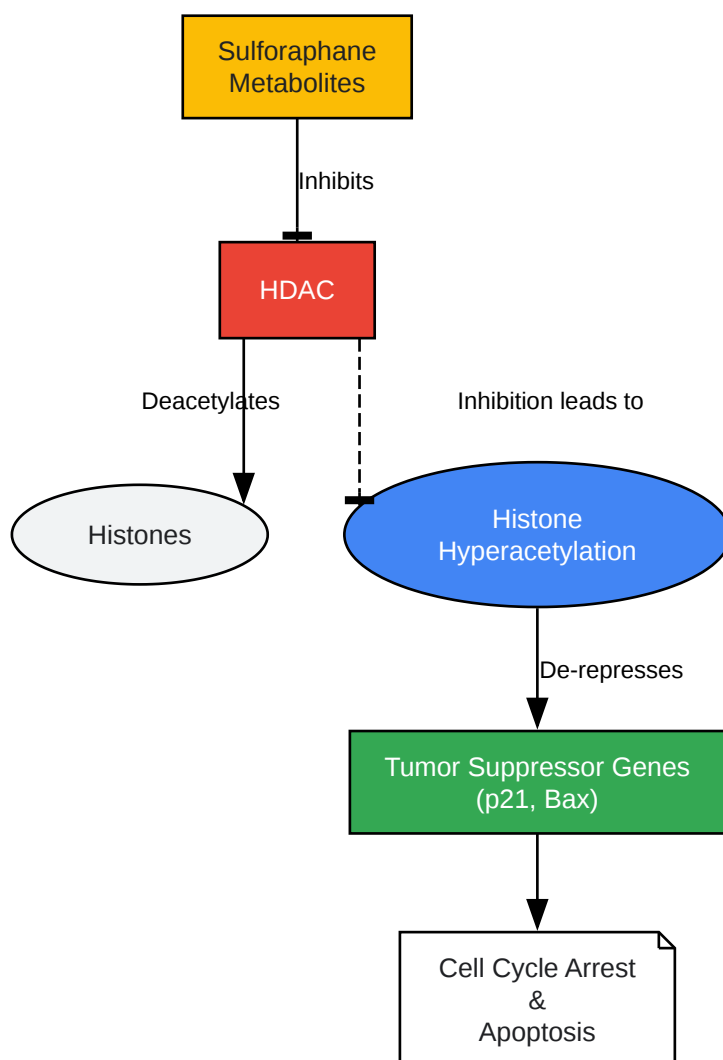 Sulforaphane
Metabolites
Inhibits
HDAC
Deacetylates
Inhibition leads to
Histones
Histone
Hyperacetylation
De-represses
Tumor Suppressor Genes
(p21, Bax)
Cell Cycle Arrest
&
Apoptosis